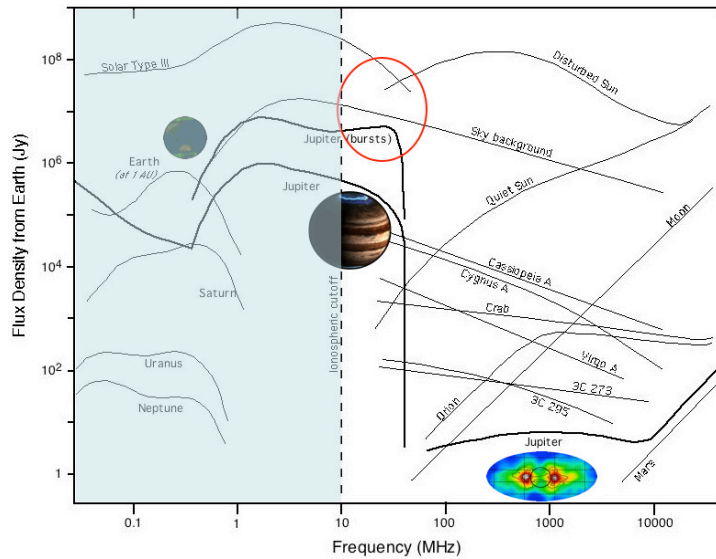 Flux Density from Earth (Jy)
10⁸
10⁶
10⁴
10²
1
Solar Type III
Disturbed Sun
Sky background
Jupiter (bursts)
Earth
(at 1 AU)
Jupiter
Quiet Sun
Moon
Cassiopeia A
Cygnus A
Saturn
Ionospheric cutoff
Crab
Uranus
Virgo A
Neptune
3C 273
3C 295
Orion
Jupiter
Mars
0.1
1
10
100
1000
10000
Frequency (MHz)